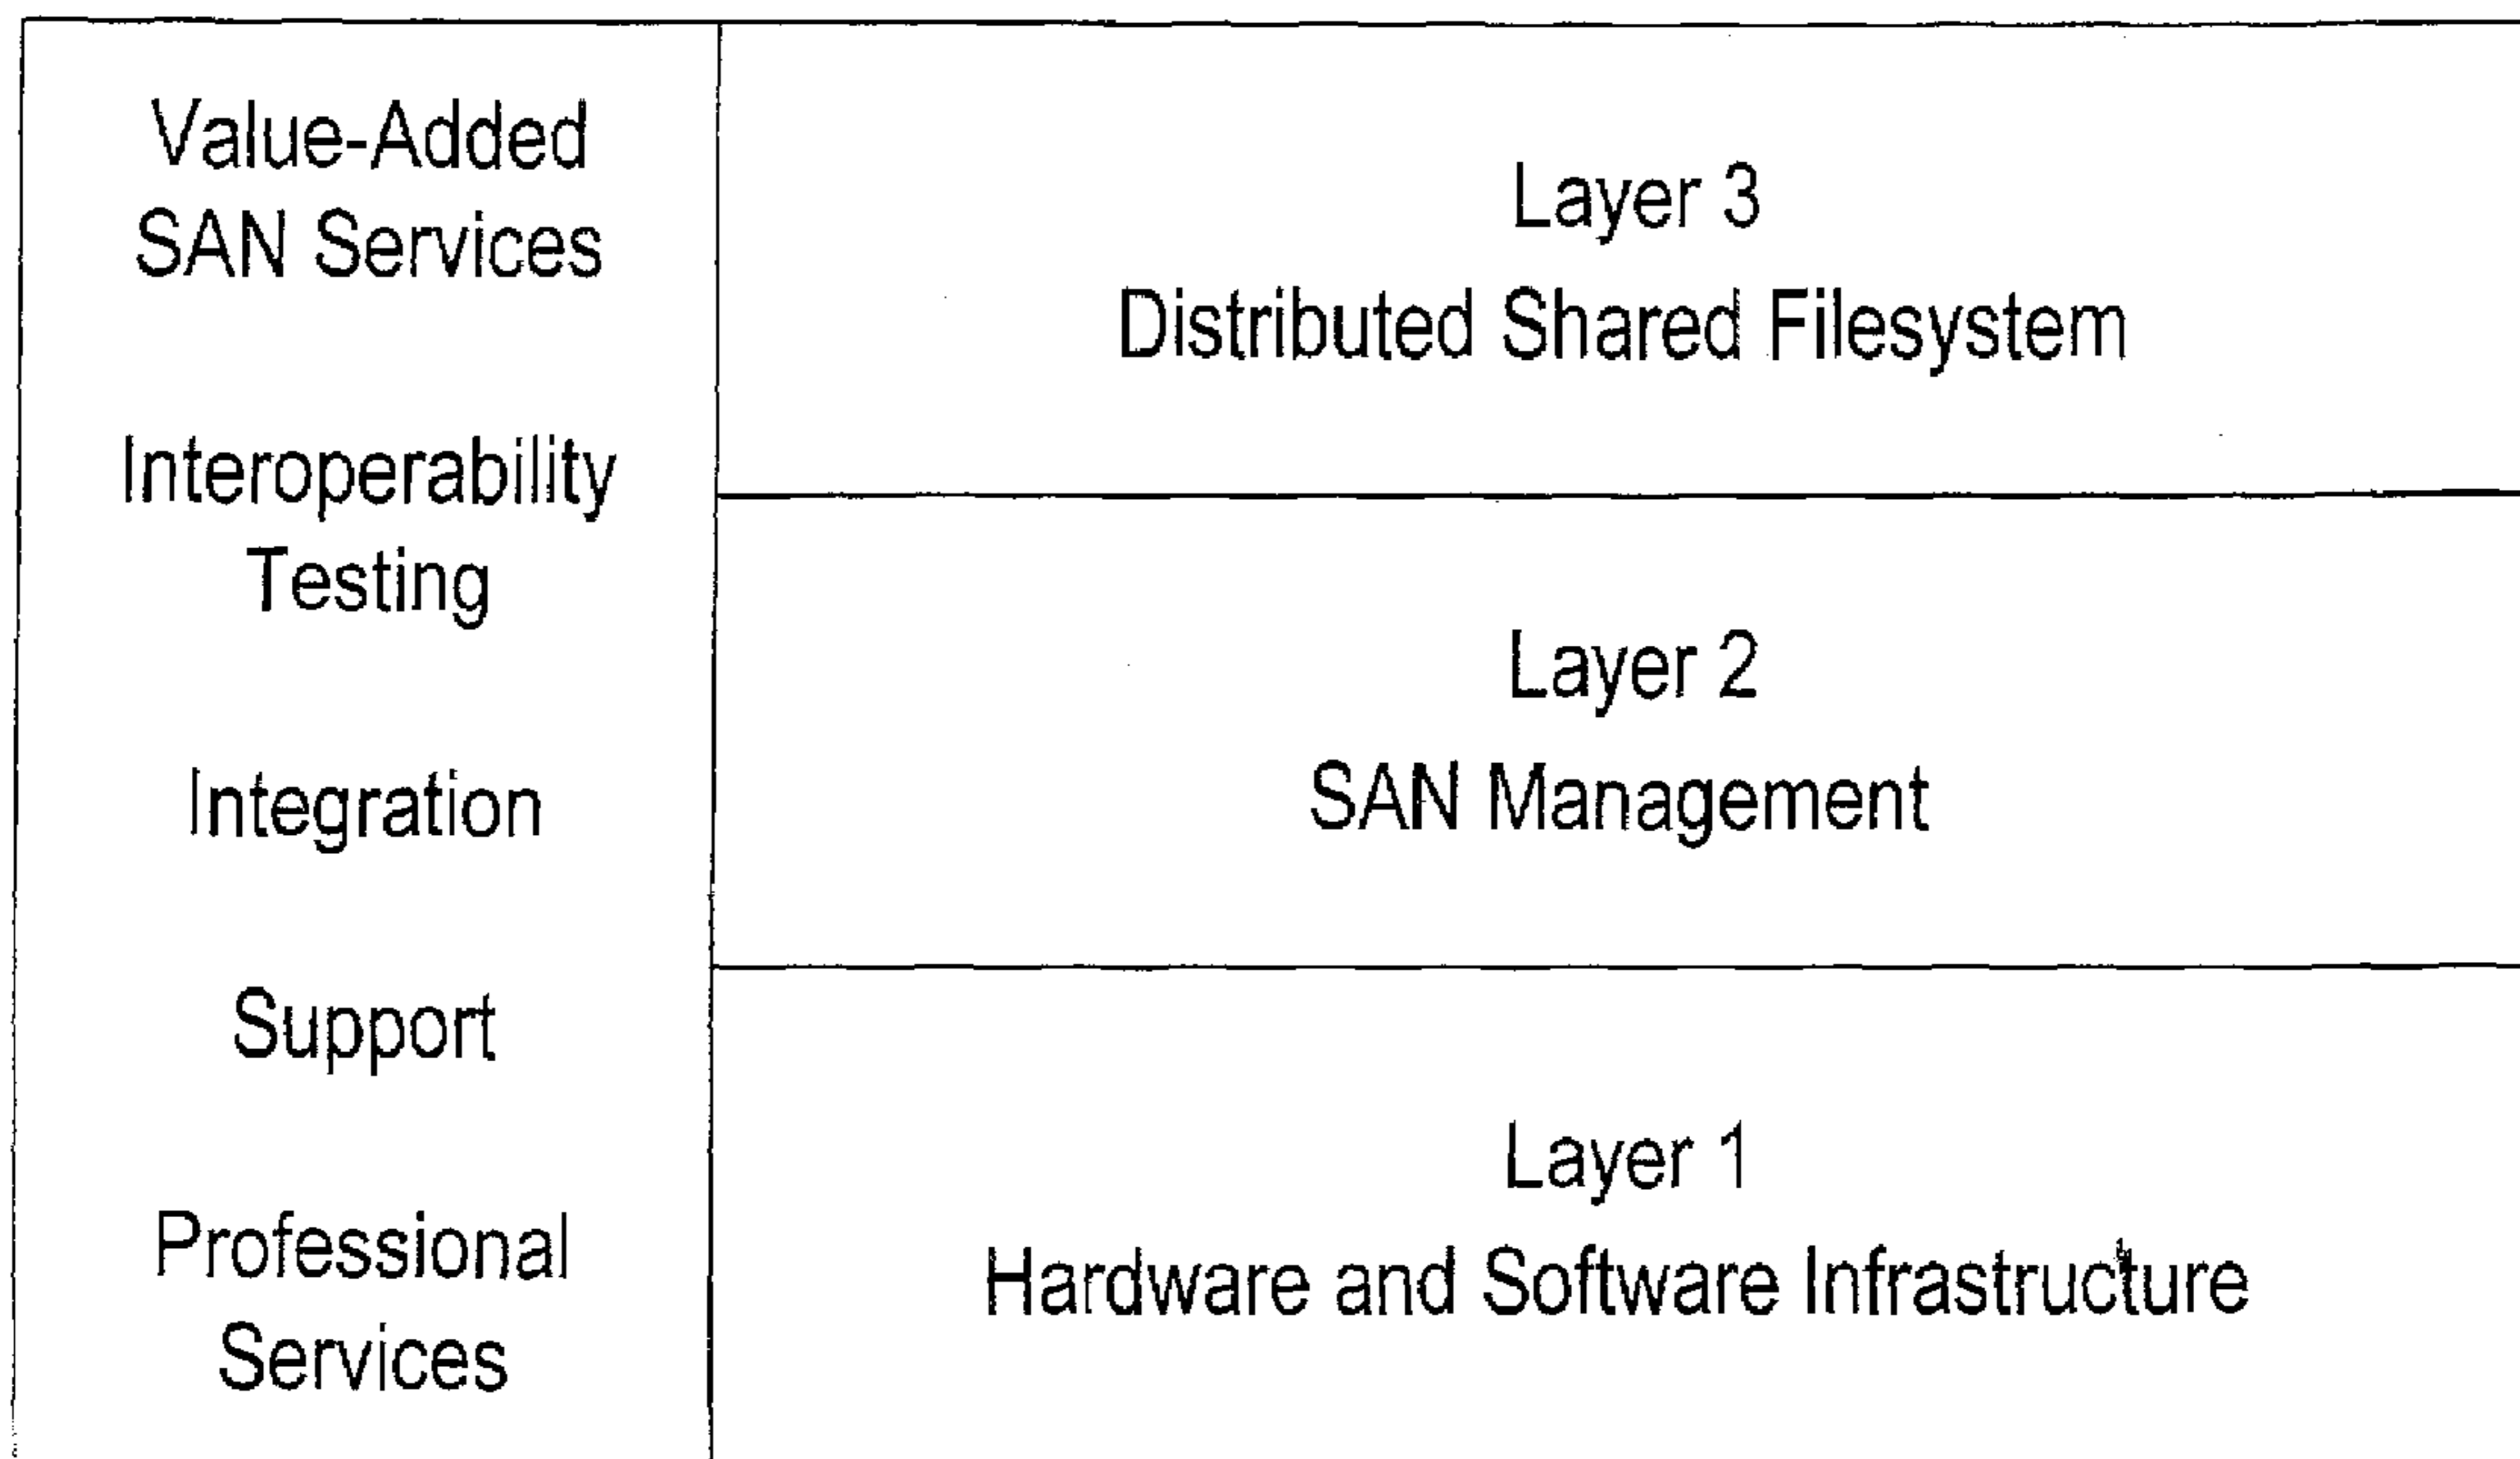 Value-Added
SAN Services
Interoperability
Testing
Integration
Support
Professional
Services
Layer 3
Distributed Shared Filesystem
Layer 2
SAN Management
Layer 1
Hardware and Software Infrastructure